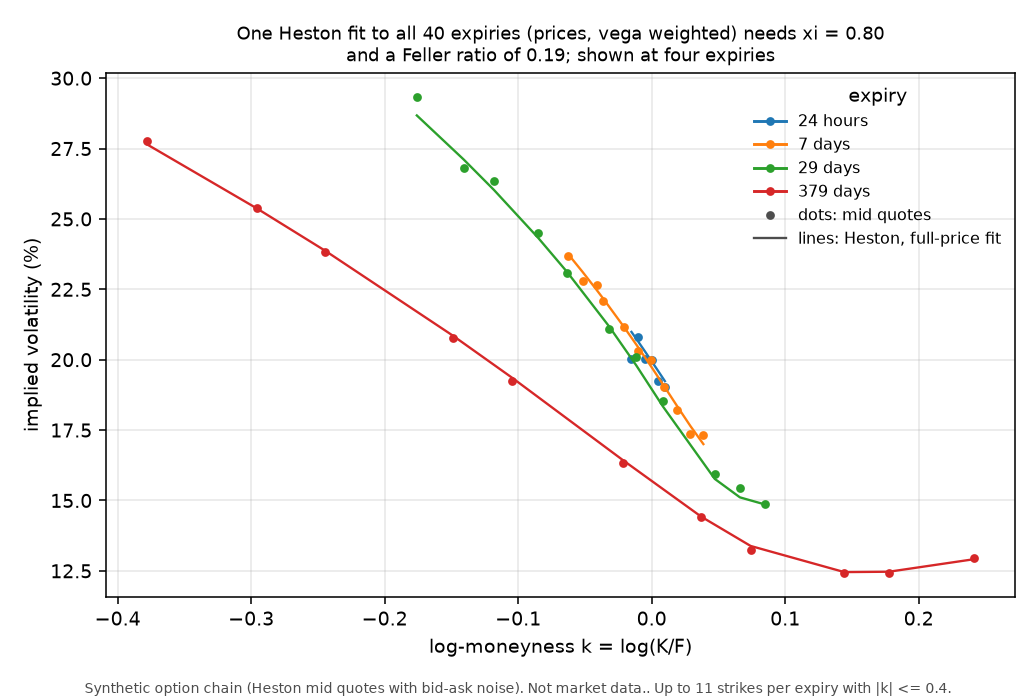 One Heston fit to all 40 expiries (prices, vega weighted) needs xi = 0.80
and a Feller ratio of 0.19; shown at four expiries
implied volatility (%)
30.0
27.5
25.0
22.5
20.0
17.5
15.0
12.5
expiry
24 hours
7 days
29 days
379 days
dots: mid quotes
lines: Heston, full-price fit
−0.4
−0.3
−0.2
−0.1
0.0
0.1
0.2
log-moneyness k = log(K/F)
Synthetic option chain (Heston mid quotes with bid-ask noise). Not market data.. Up to 11 strikes per expiry with |k| <= 0.4.